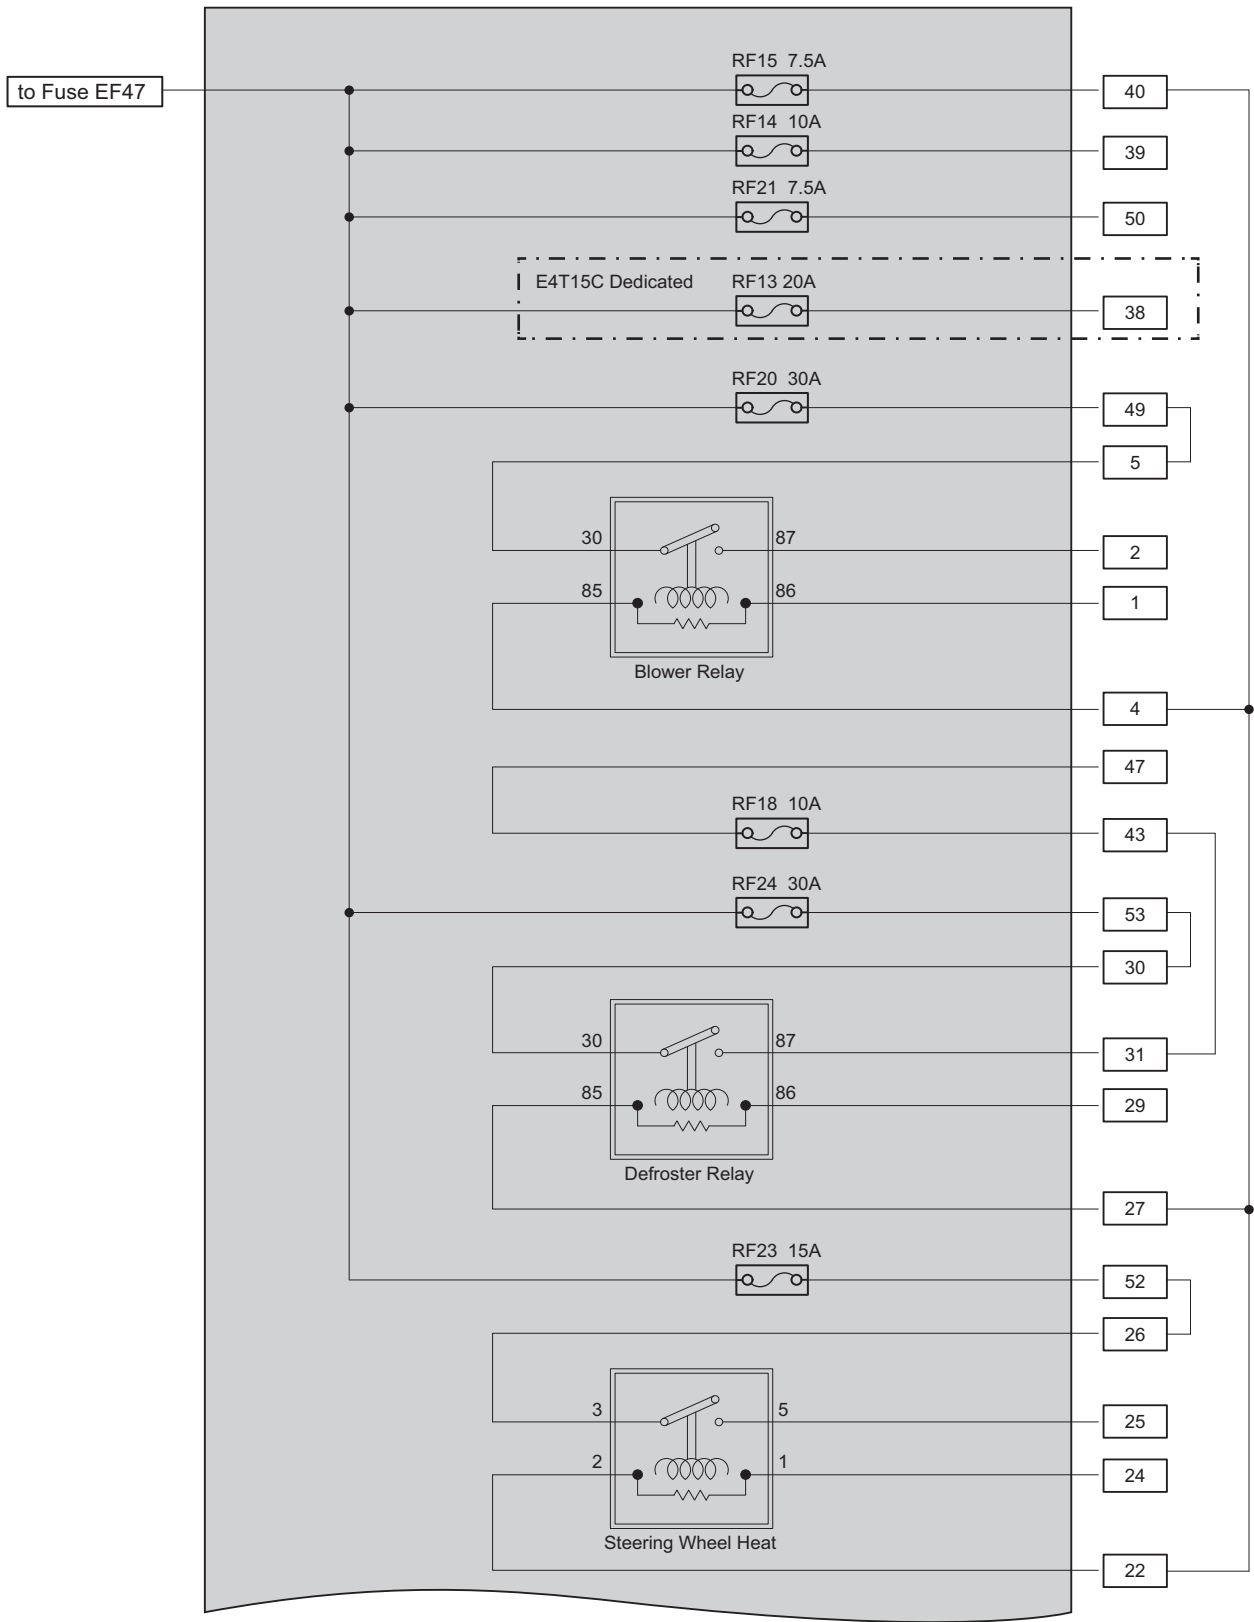 RF15 7.5A
to Fuse EF47
40
RF14 10A
39
RF21 7.5A
50
E4T15C Dedicated
RF13 20A
38
RF20 30A
49
5
30
87
2
85
86
1
Blower Relay
4
47
RF18 10A
43
RF24 30A
53
30
30
87
31
85
86
29
Defroster Relay
27
RF23 15A
52
26
3
5
25
2
1
24
Steering Wheel Heat
22